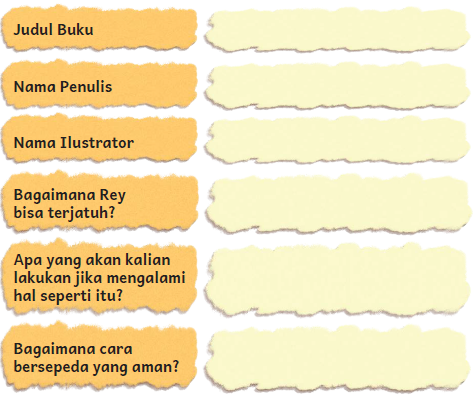 Judul Buku
Nama Penulis
Nama Ilustrator
Bagaimana Rey
bisa terjatuh?
Apa yang akan kalian
lakukan jika mengalami
hal seperti itu?
Bagaimana cara
bersepeda yang aman?